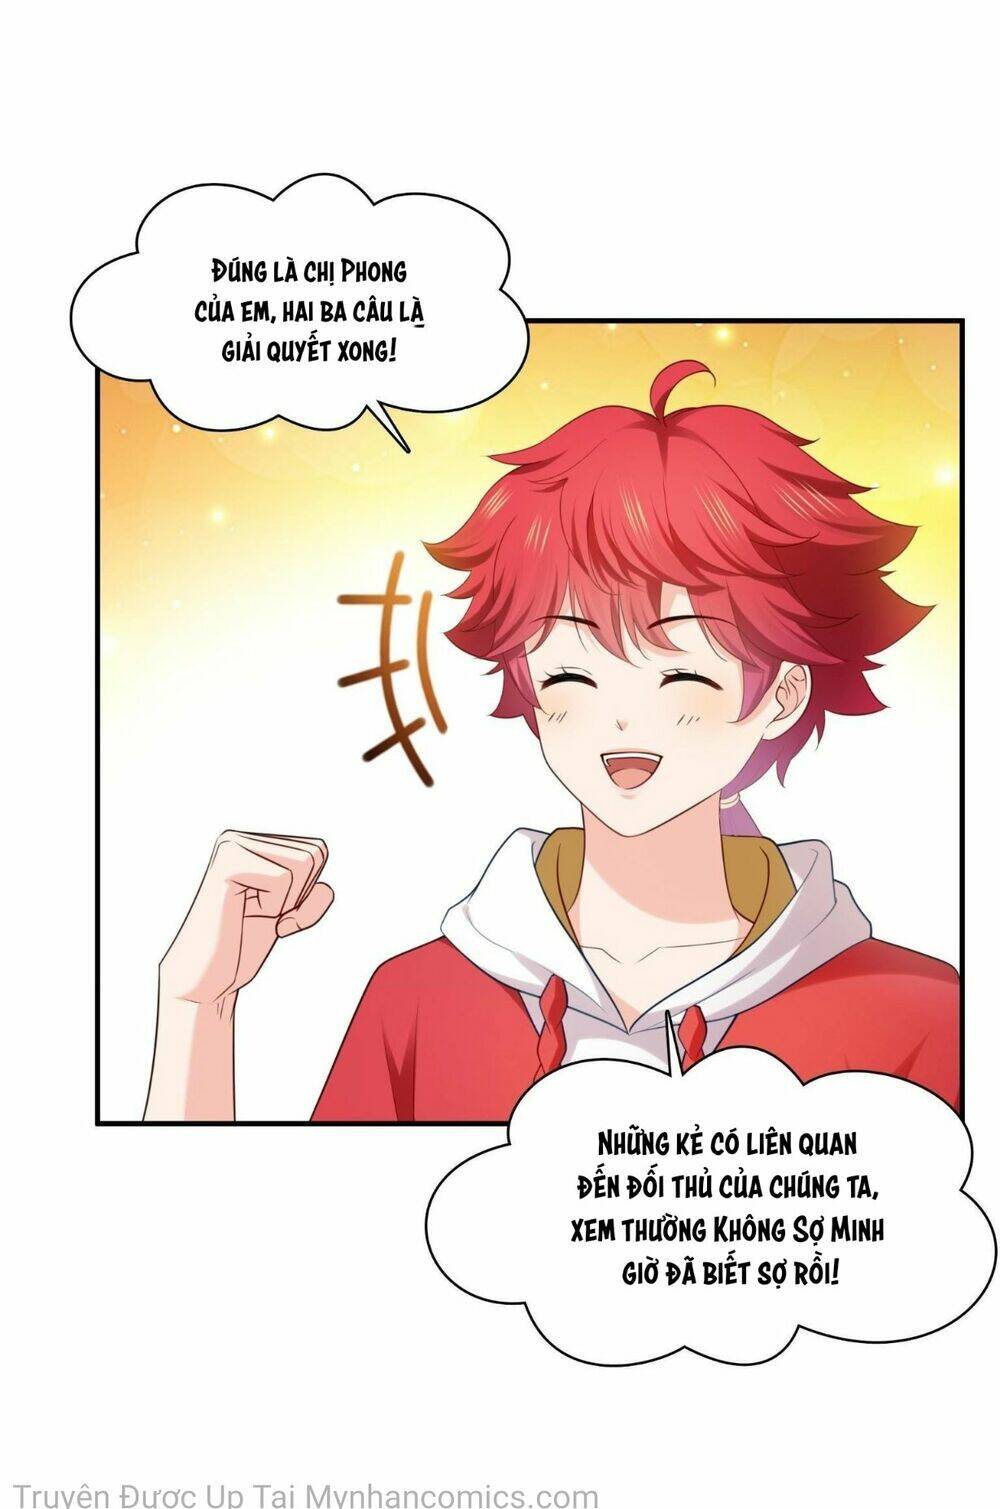 ĐÚNG LÀ CHỊ PHONG
CỦA EM, HAI BA CÂU LÀ
GIẢI QUYẾT XONG!
NHỮNG KẺ CÓ LIÊN QUAN
ĐẾN ĐỐI THỦ CỦA CHÚNG TA,
XEM THƯỜNG KHÔNG SỢ MINH
GIỜ ĐÃ BIẾT SỢ RỒI!
Truyện Được Up Tại Mynhancomics.com